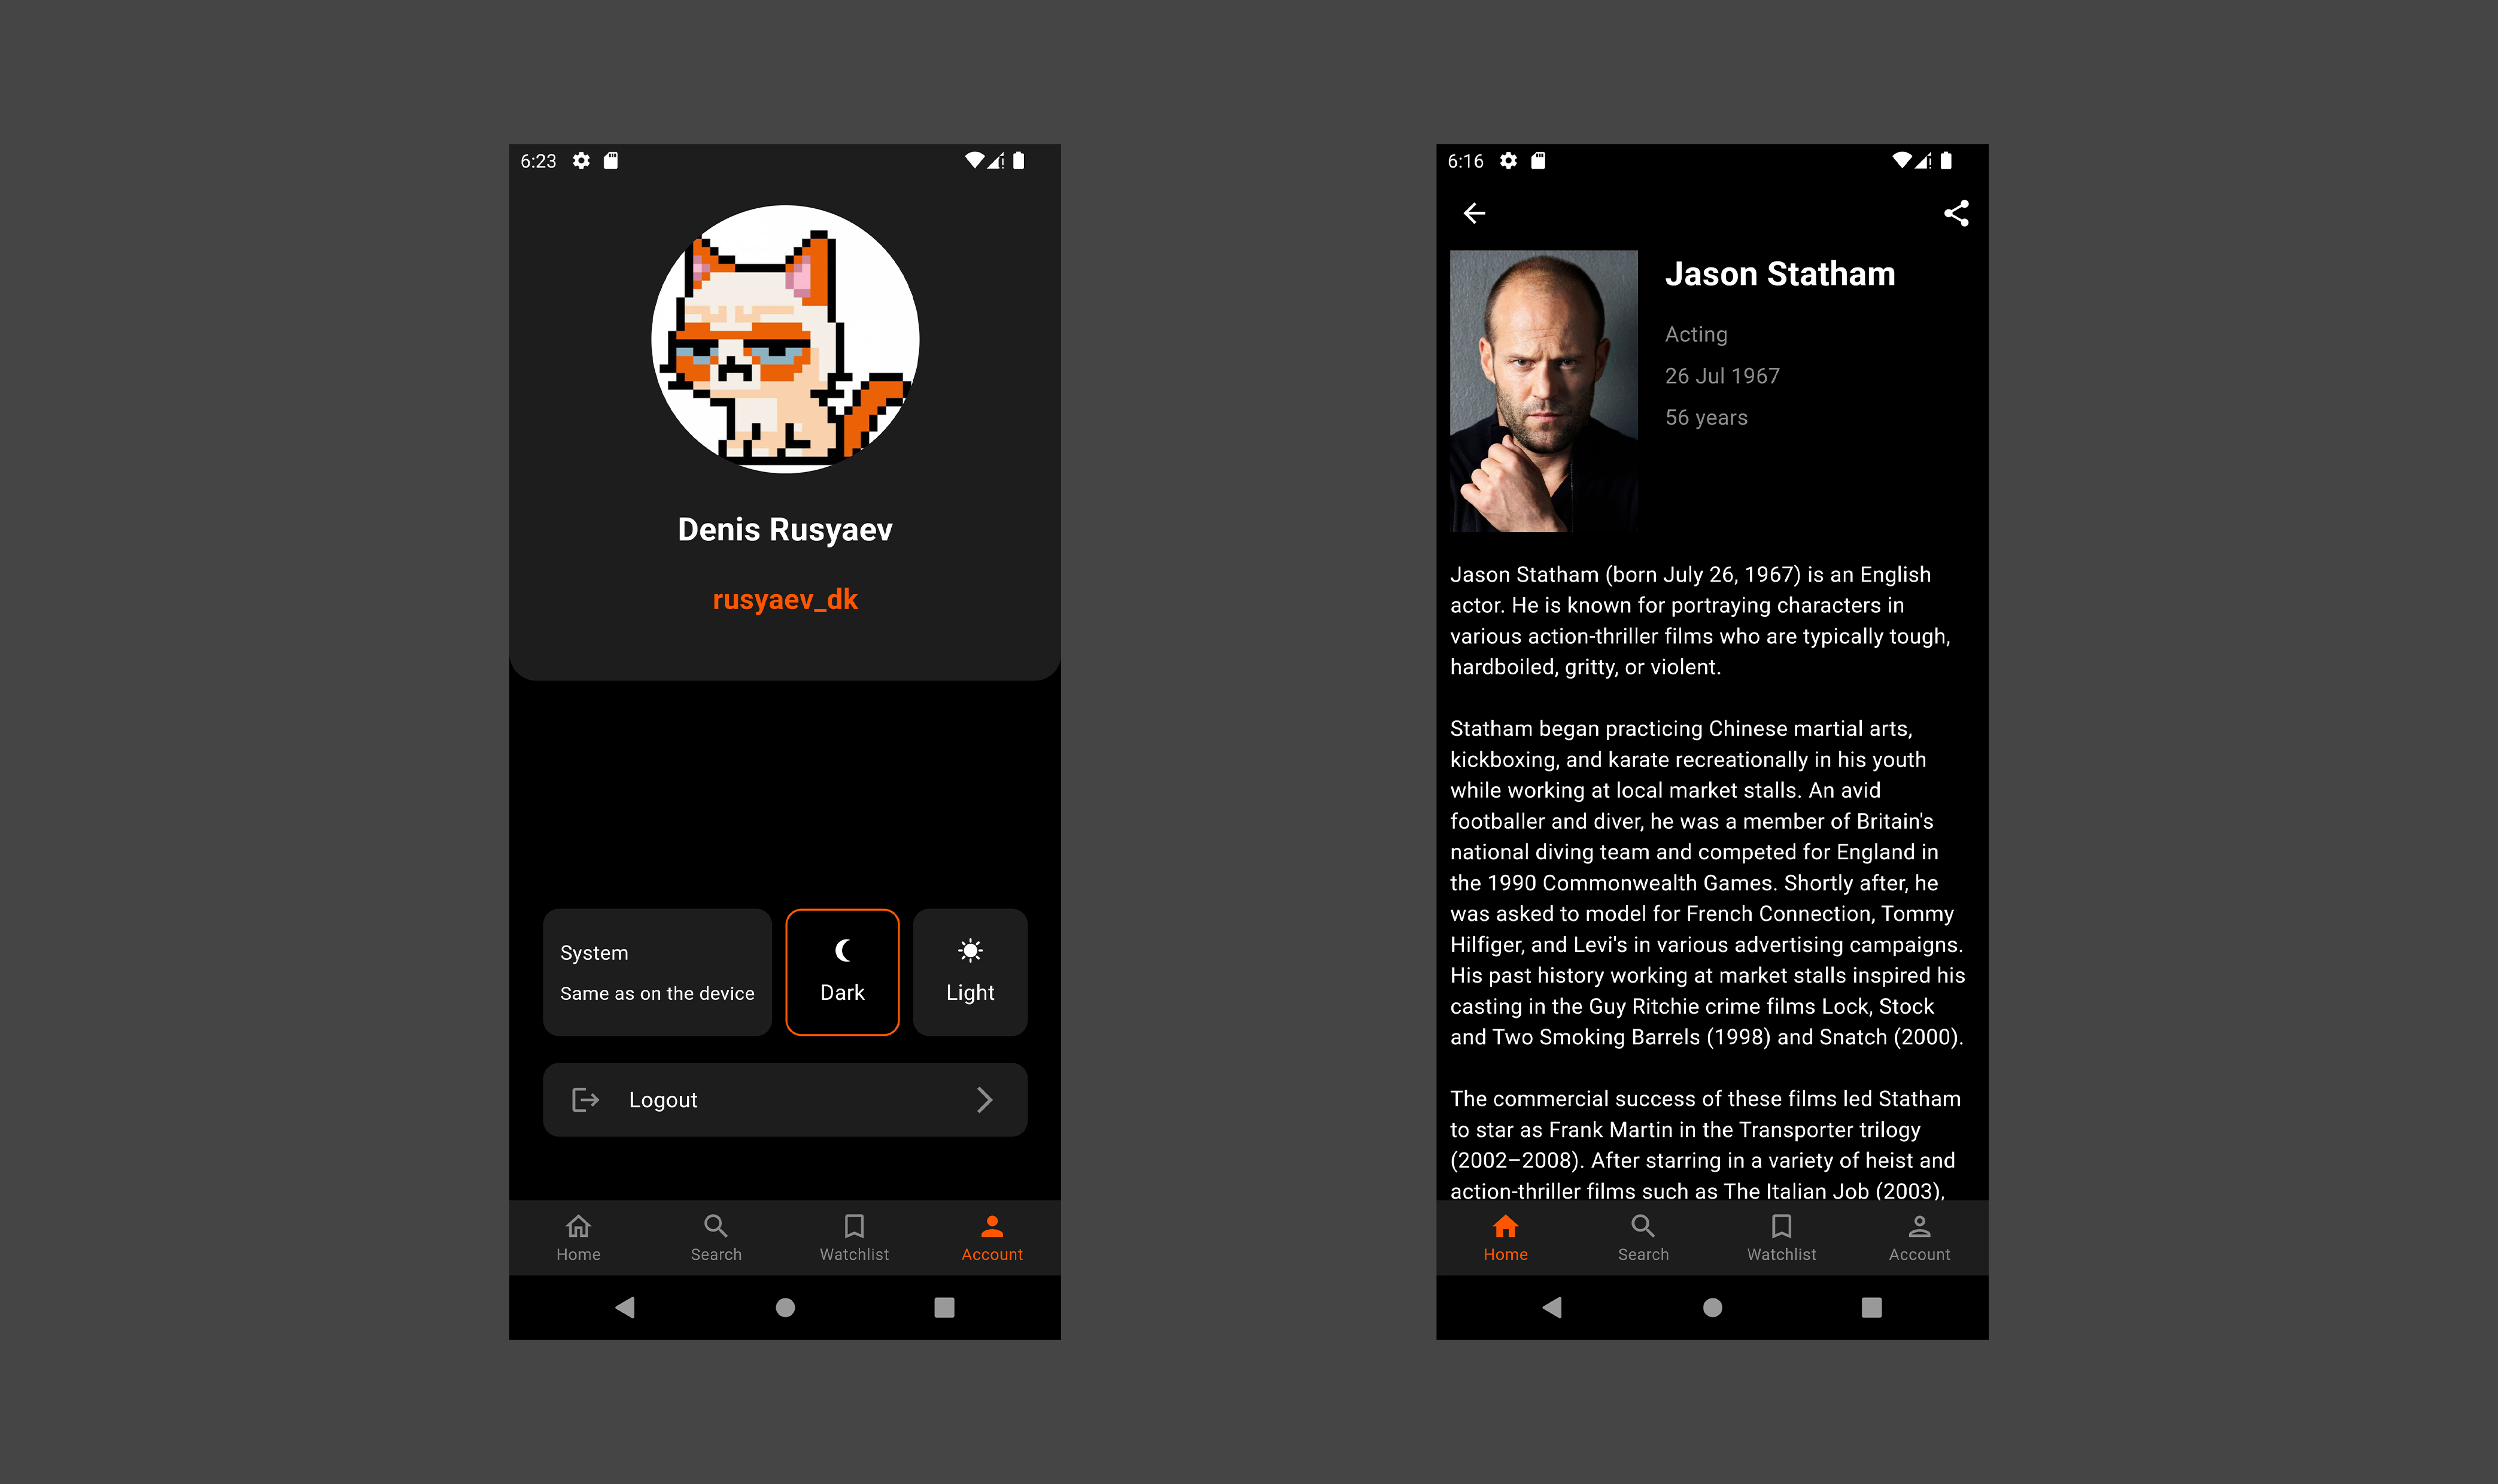 6:23
Denis Rusyaev
rusyaev_dk
System
Same as on the device
Dark
Light
Logout
Home
Search
Watchlist
Account
6:16
Jason Statham
Acting
26 Jul 1967
56 years
Jason Statham (born July 26, 1967) is an English
actor. He is known for portraying characters in
various action-thriller films who are typically tough,
hardboiled, gritty, or violent.
Statham began practicing Chinese martial arts,
kickboxing, and karate recreationally in his youth
while working at local market stalls. An avid
footballer and diver, he was a member of Britain's
national diving team and competed for England in
the 1990 Commonwealth Games. Shortly after, he
was asked to model for French Connection, Tommy
Hilfiger, and Levi's in various advertising campaigns.
His past history working at market stalls inspired his
casting in the Guy Ritchie crime films Lock, Stock
and Two Smoking Barrels (1998) and Snatch (2000).
The commercial success of these films led Statham
to star as Frank Martin in the Transporter trilogy
(2002–2008). After starring in a variety of heist and
action-thriller films such as The Italian Job (2003),
Home
Search
Watchlist
Account